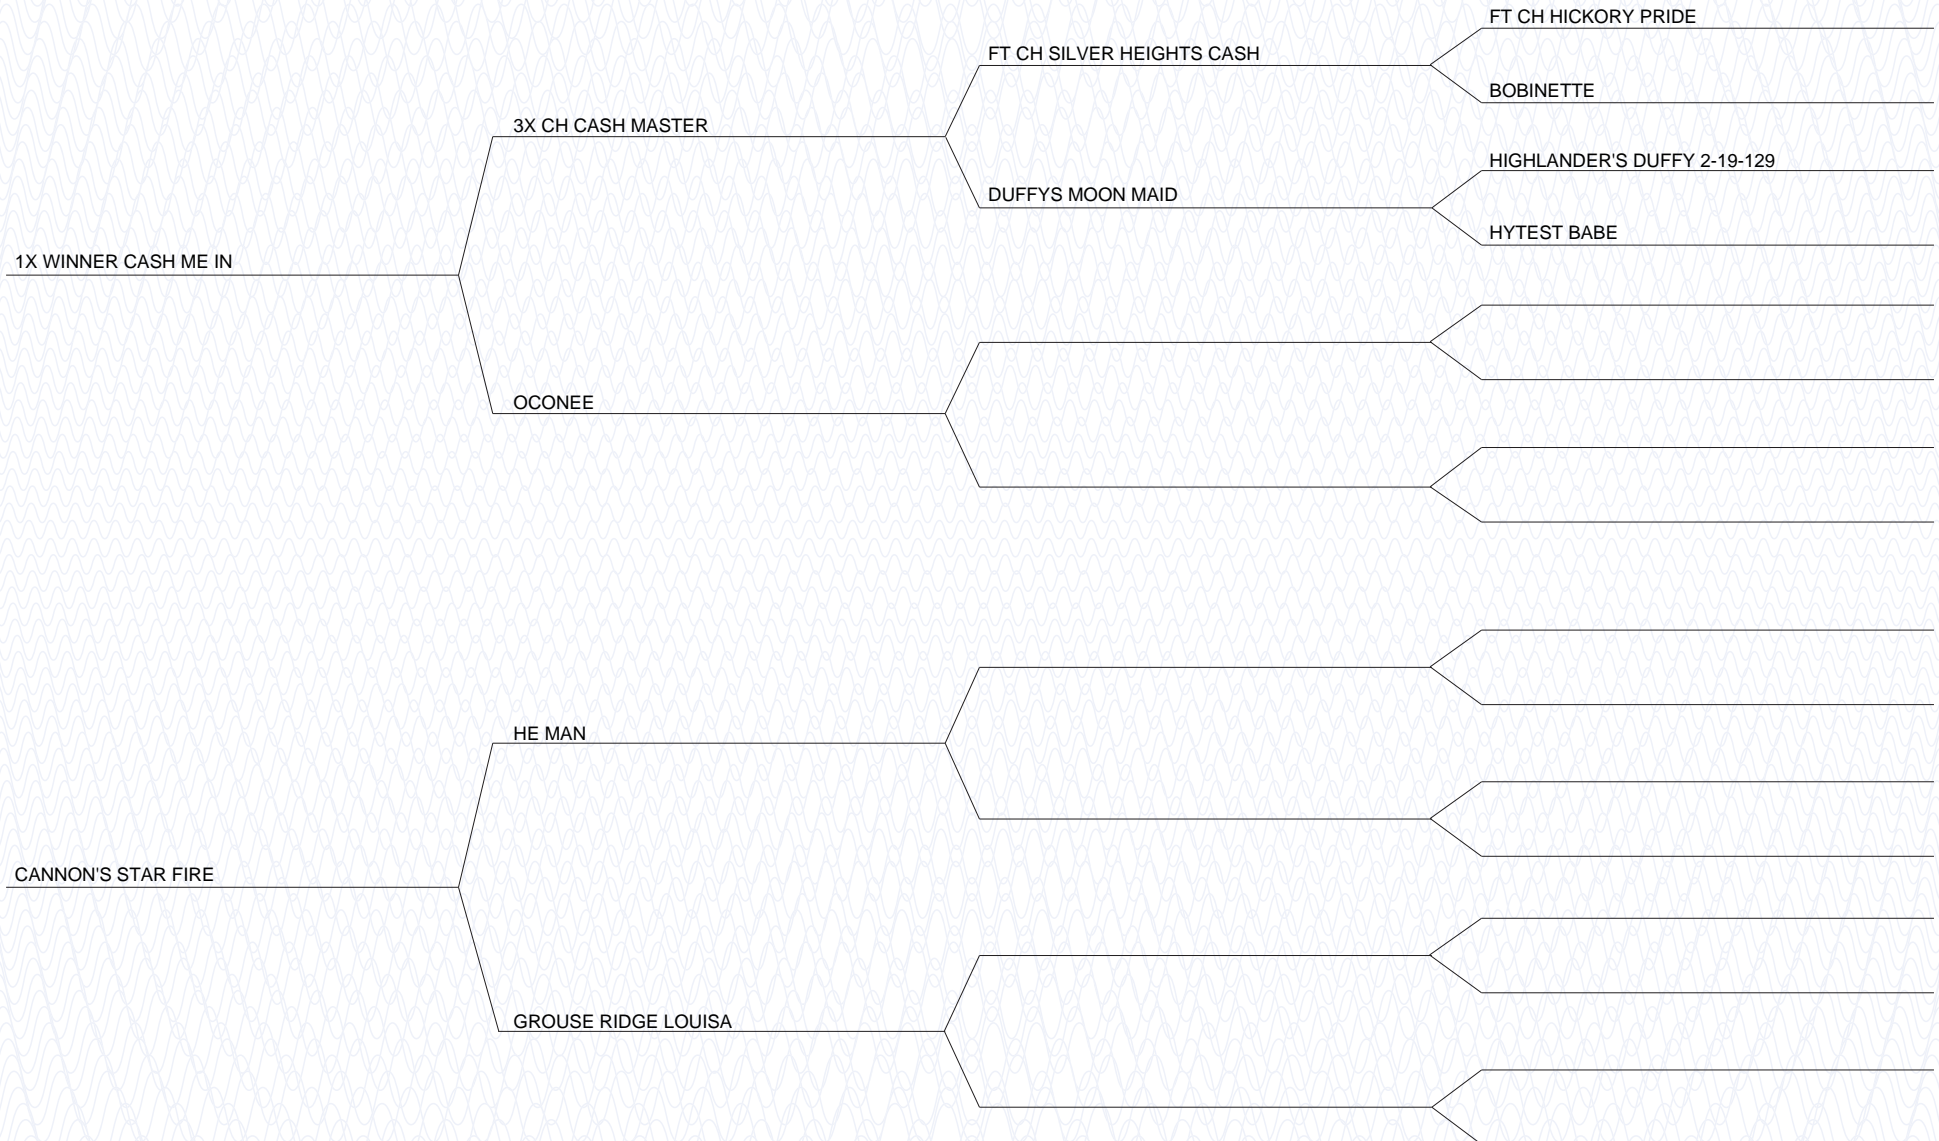 FT CH HICKORY PRIDE
FT CH SILVER HEIGHTS CASH
BOBINETTE
3X CH CASH MASTER
HIGHLANDER'S DUFFY 2-19-129
DUFFYS MOON MAID
HYTEST BABE
1X WINNER CASH ME IN
OCONEE
HE MAN
CANNON'S STAR FIRE
GROUSE RIDGE LOUISA